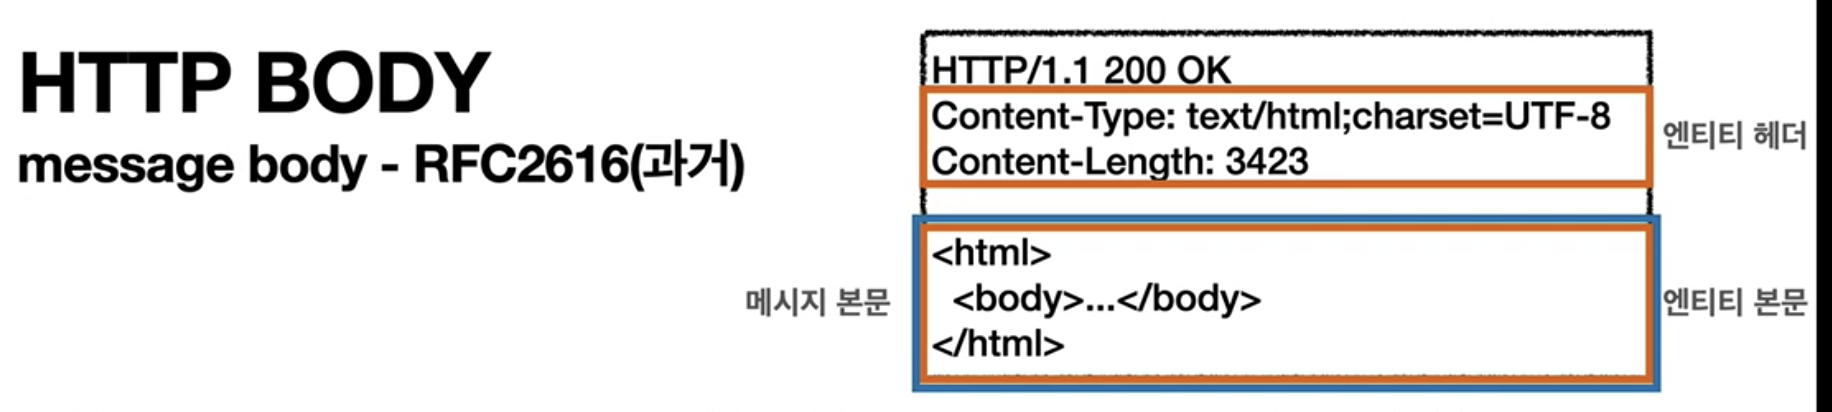 HTTP BODY
message body - RFC2616(과거)
HTTP/1.1 200 OK
Content-Type: text/html;charset=UTF-8
Content-Length: 3423
엔티티 헤더
<html>
<body>...</body>
</html>
메시지 본문
엔티티 본문